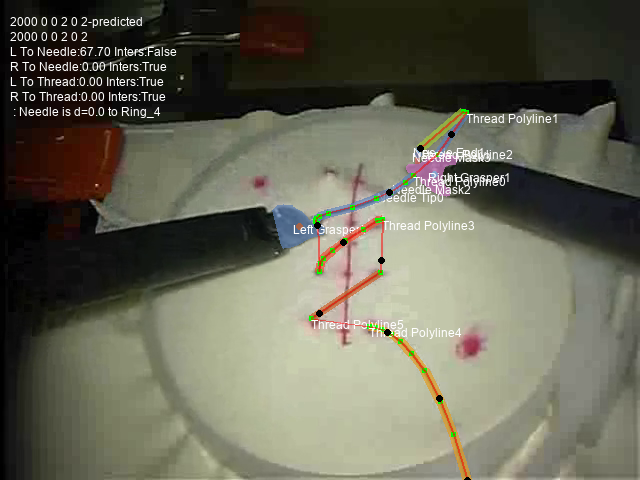 2000 0 0 2 0 2-predicted
2000 0 0 2 0 2
L To Needle:67.70 Inters:False
R To Needle:0.00 Inters:True
L To Thread:0.00 Inters:True
R To Thread:0.00 Inters:True
: Needle is d=0.0 to Ring_4
Thread Polyline1
Needle Mask3
Thread Polyline0
Right Grasper1
Needle Mask2
Needle Tip0
Left Grasper
Thread Polyline3
Thread Polyline5
Thread Polyline4